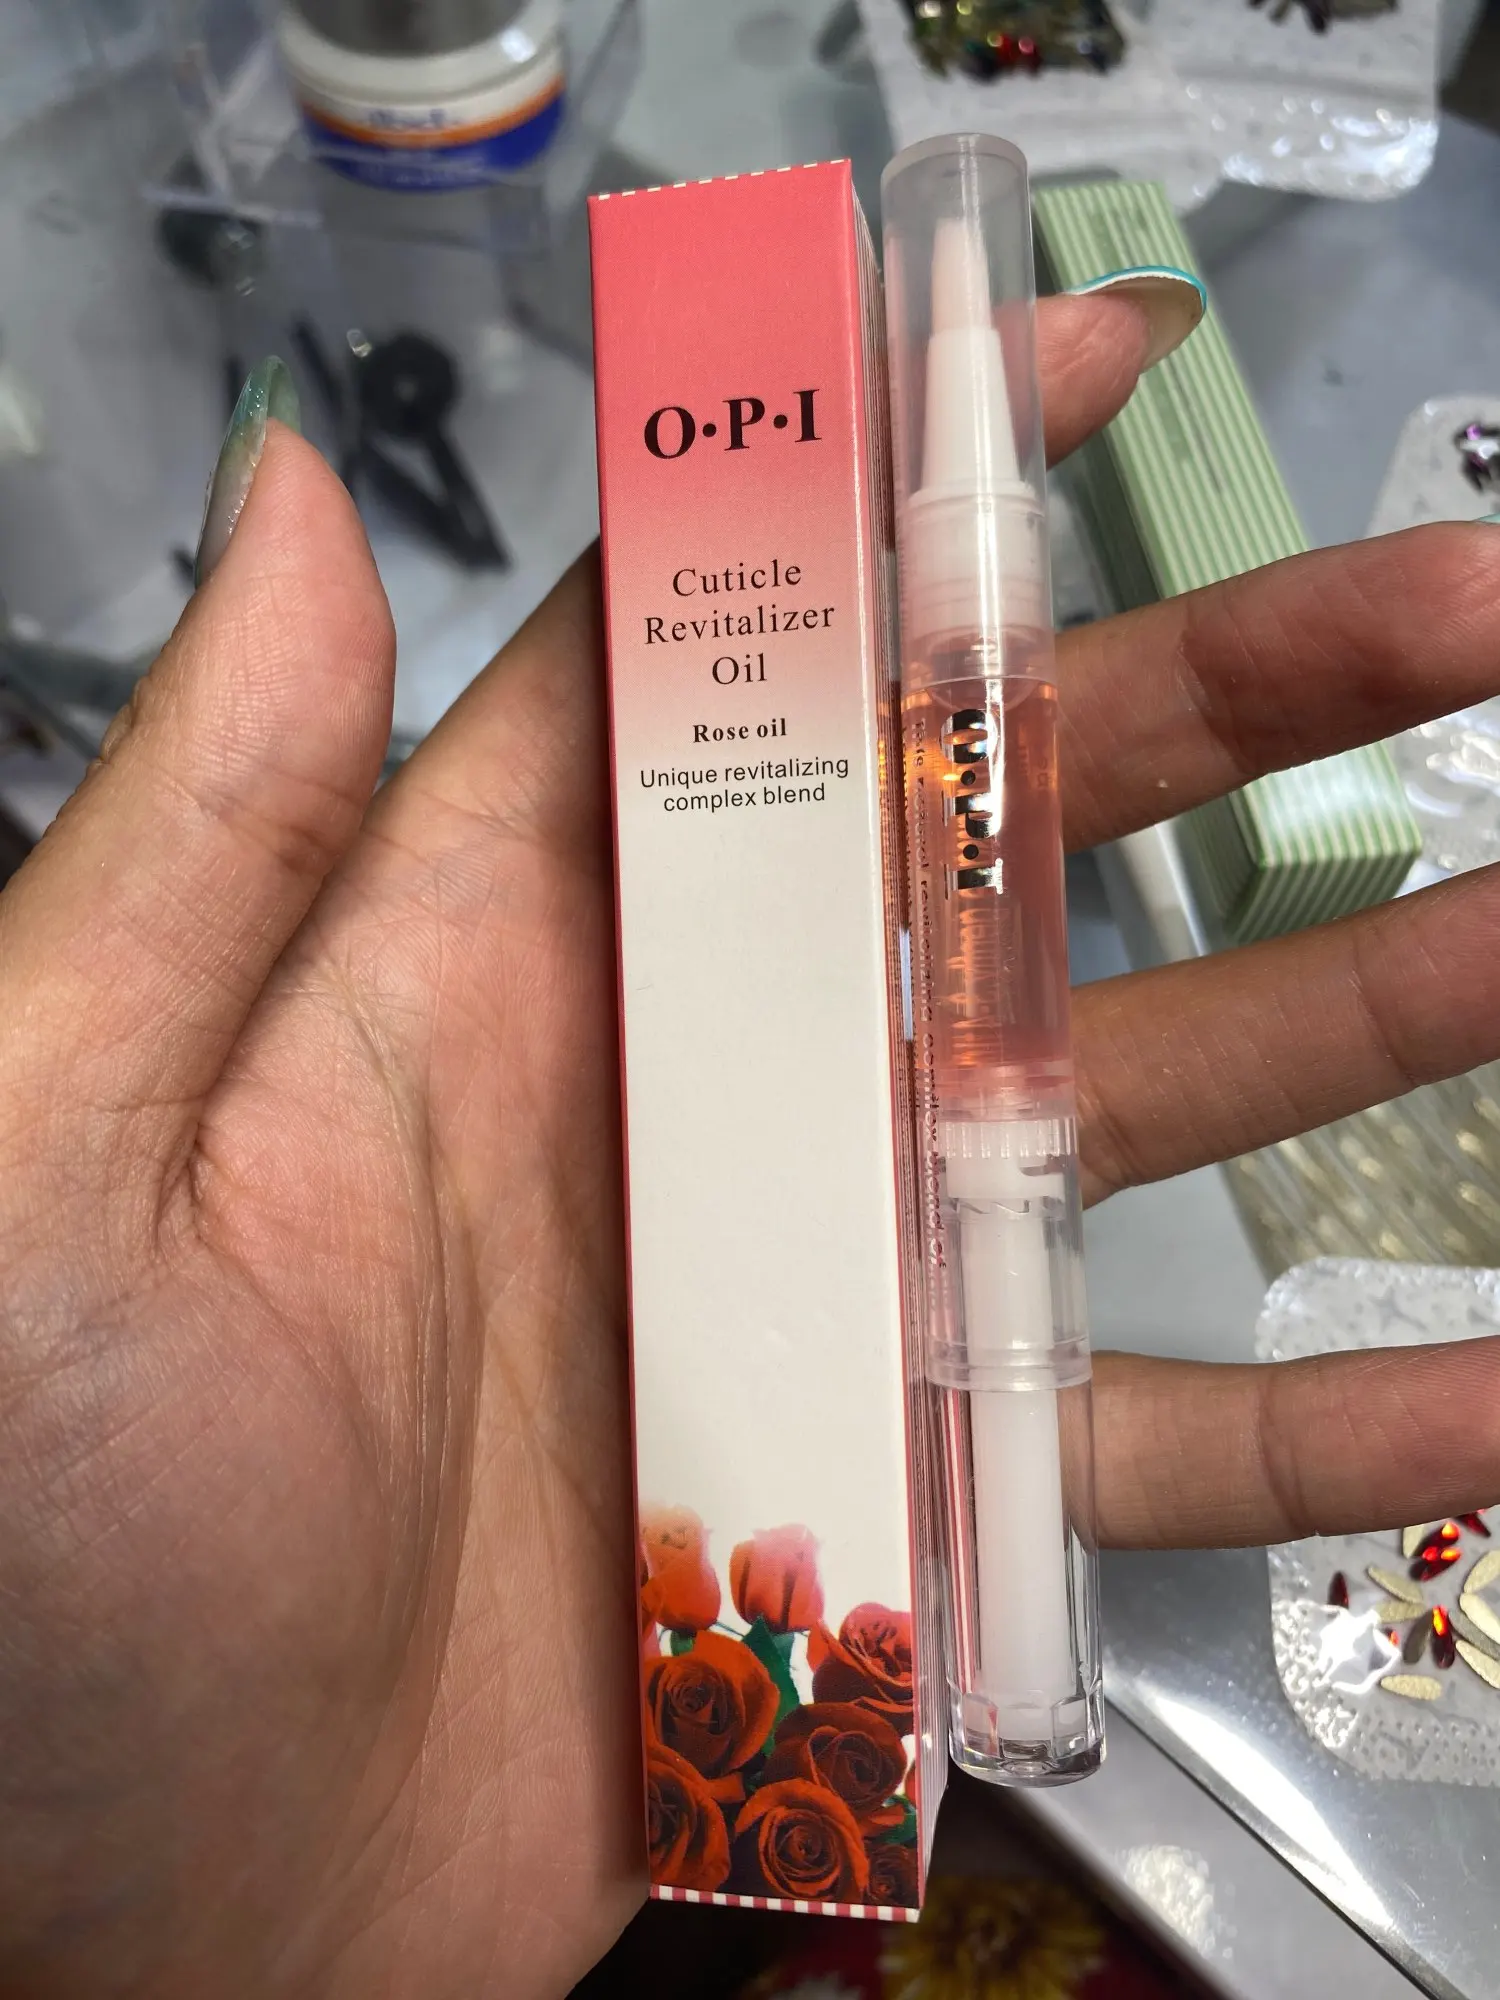 O·P·I
Cuticle
Revitalizer
Oil
Rose oil
Unique revitalizing
complex blend
O·P·I